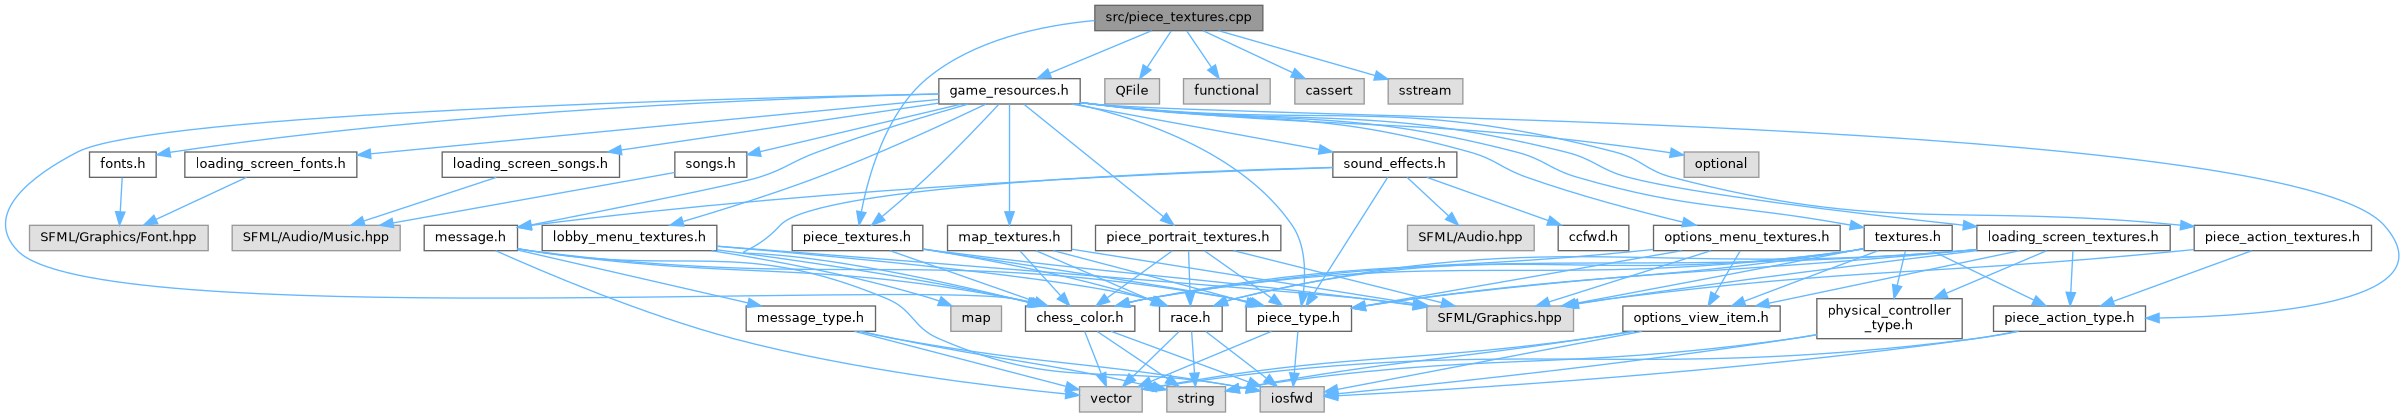 src/piece_textures.cpp
game_resources.h
QFile
functional
cassert
sstream
fonts.h
loading_screen_fonts.h
loading_screen_songs.h
songs.h
sound_effects.h
optional
SFML/Graphics/Font.hpp
SFML/Audio/Music.hpp
message.h
lobby_menu_textures.h
piece_textures.h
map_textures.h
piece_portrait_textures.h
SFML/Audio.hpp
ccfwd.h
options_menu_textures.h
textures.h
loading_screen_textures.h
piece_action_textures.h
message_type.h
map
chess_color.h
race.h
piece_type.h
SFML/Graphics.hpp
options_view_item.h
physical_controller
_type.h
piece_action_type.h
vector
string
iosfwd